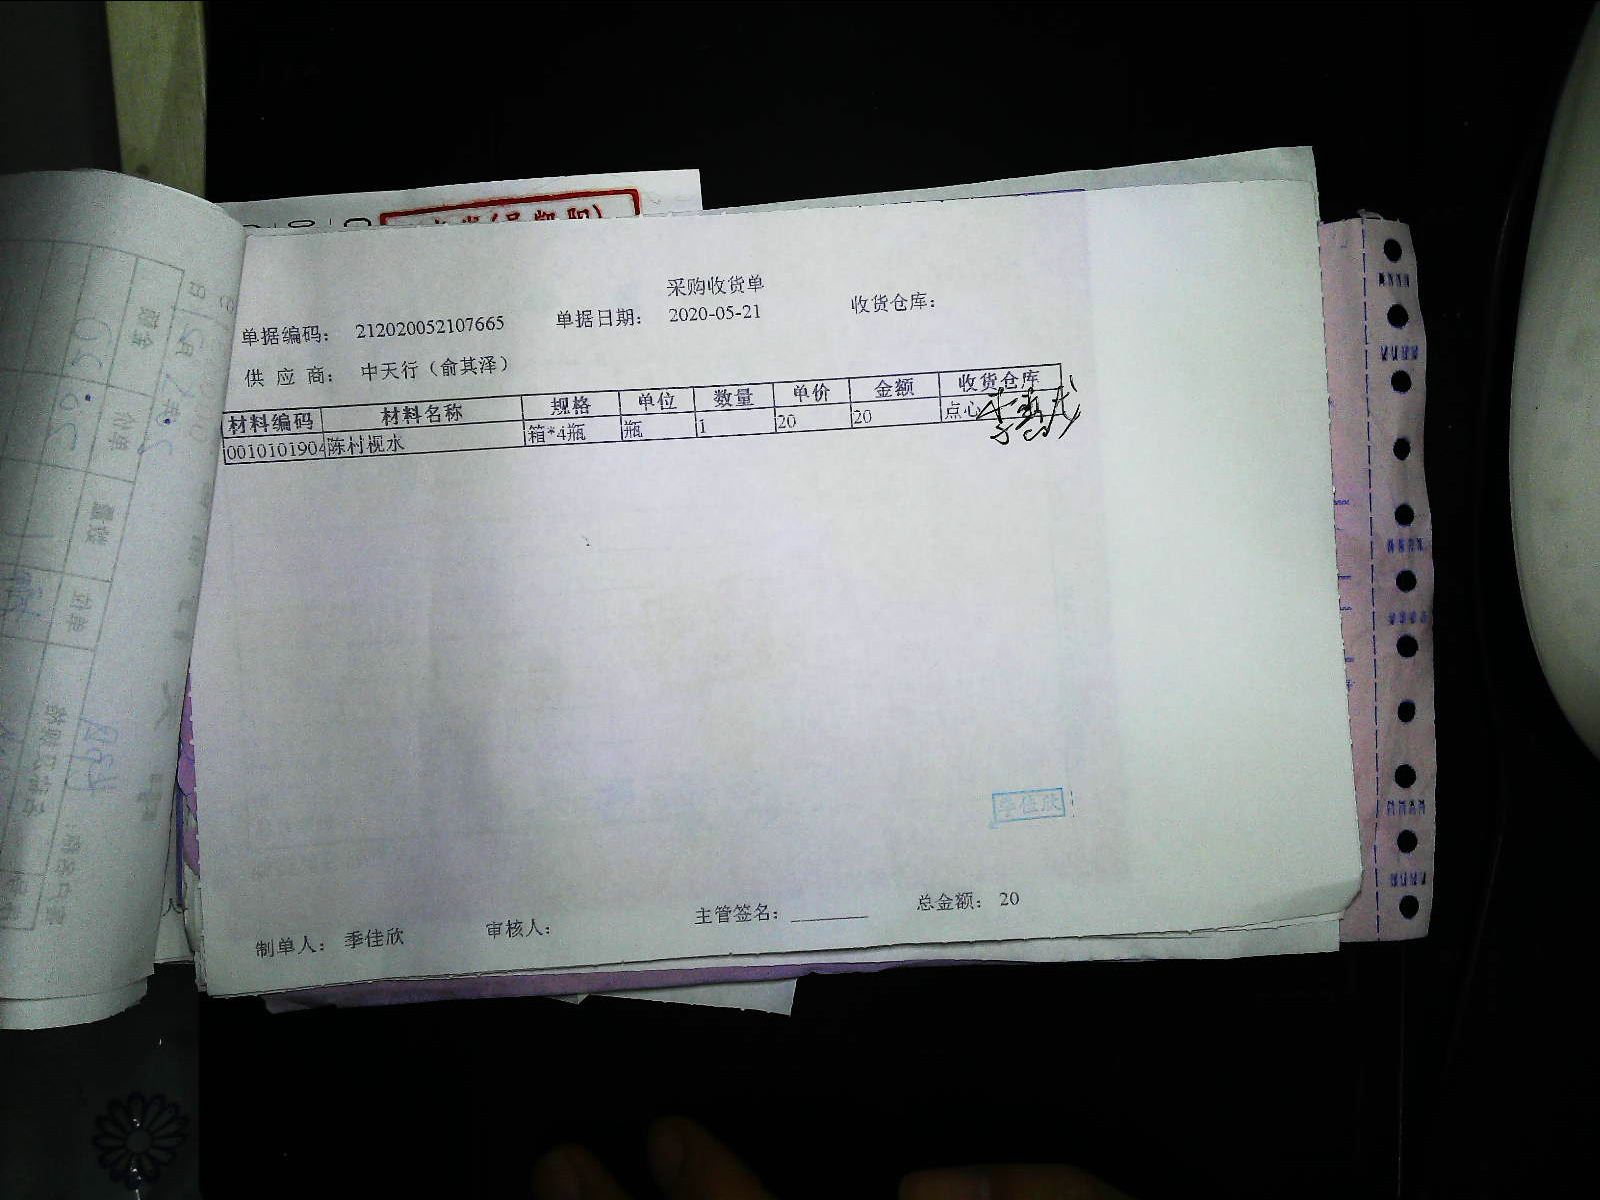 采购收货单
单据编码: 212020052107665 单据日期: 2020-05-21 收货仓库:
供 应 商: 中天行（俞其泽）
材料编码 材料名称 规格 单位 数量 单价 金额 收货仓库
0010101904 陈村枧水 箱*4瓶 瓶 1 20 20 点心
季佳欣
制单人: 季佳欣 审核人: 主管签名: 总金额: 20